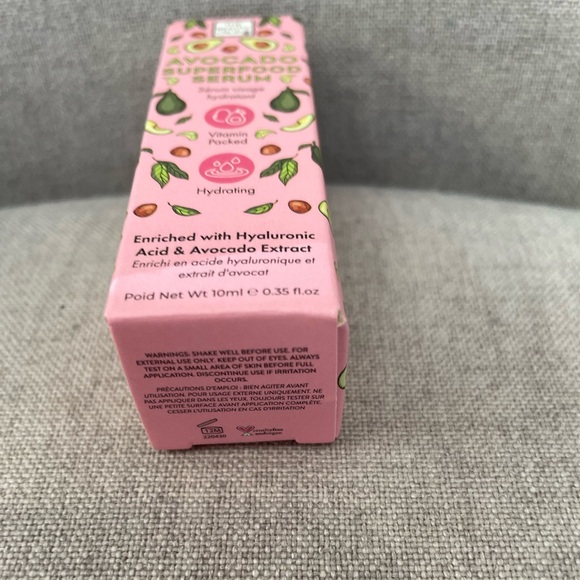 AVOCADO
SUPERFOOD
SERUM
Sérum visage
hydratant
Vitamin
Packed
Hydrating
Enriched with Hyaluronic
Acid & Avocado Extract
Enrichi en acide hyaluronique et
extrait d'avocat
Poid Net Wt 10ml e 0.35 fl.oz
WARNINGS: SHAKE WELL BEFORE USE. FOR
EXTERNAL USE ONLY. KEEP OUT OF EYES. ALWAYS
TEST ON A SMALL AREA OF SKIN BEFORE FULL
APPLICATION. DISCONTINUE USE IF IRRITATION
OCCURS.
PRÉCAUTIONS D'EMPLOI : BIEN AGITER AVANT
UTILISATION. POUR USAGE EXTERNE UNIQUEMENT. NE
PAS APPLIQUER DANS LES YEUX. TOUJOURS TESTER SUR
UNE PETITE SURFACE AVANT APPLICATION COMPLÈTE.
CESSER L'UTILISATION EN CAS D'IRRITATION
12M
220430
crueltyfree
andvegan